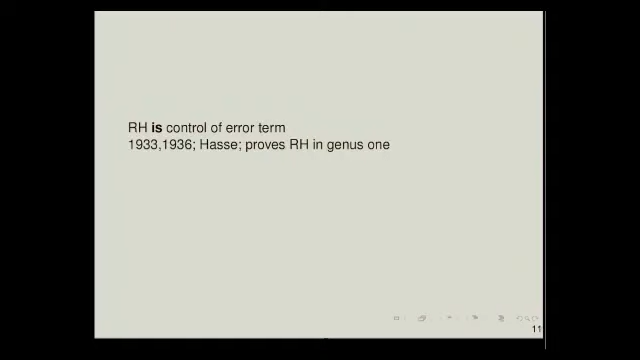 RH is control of error term
1933,1936; Hasse; proves RH in genus one
11